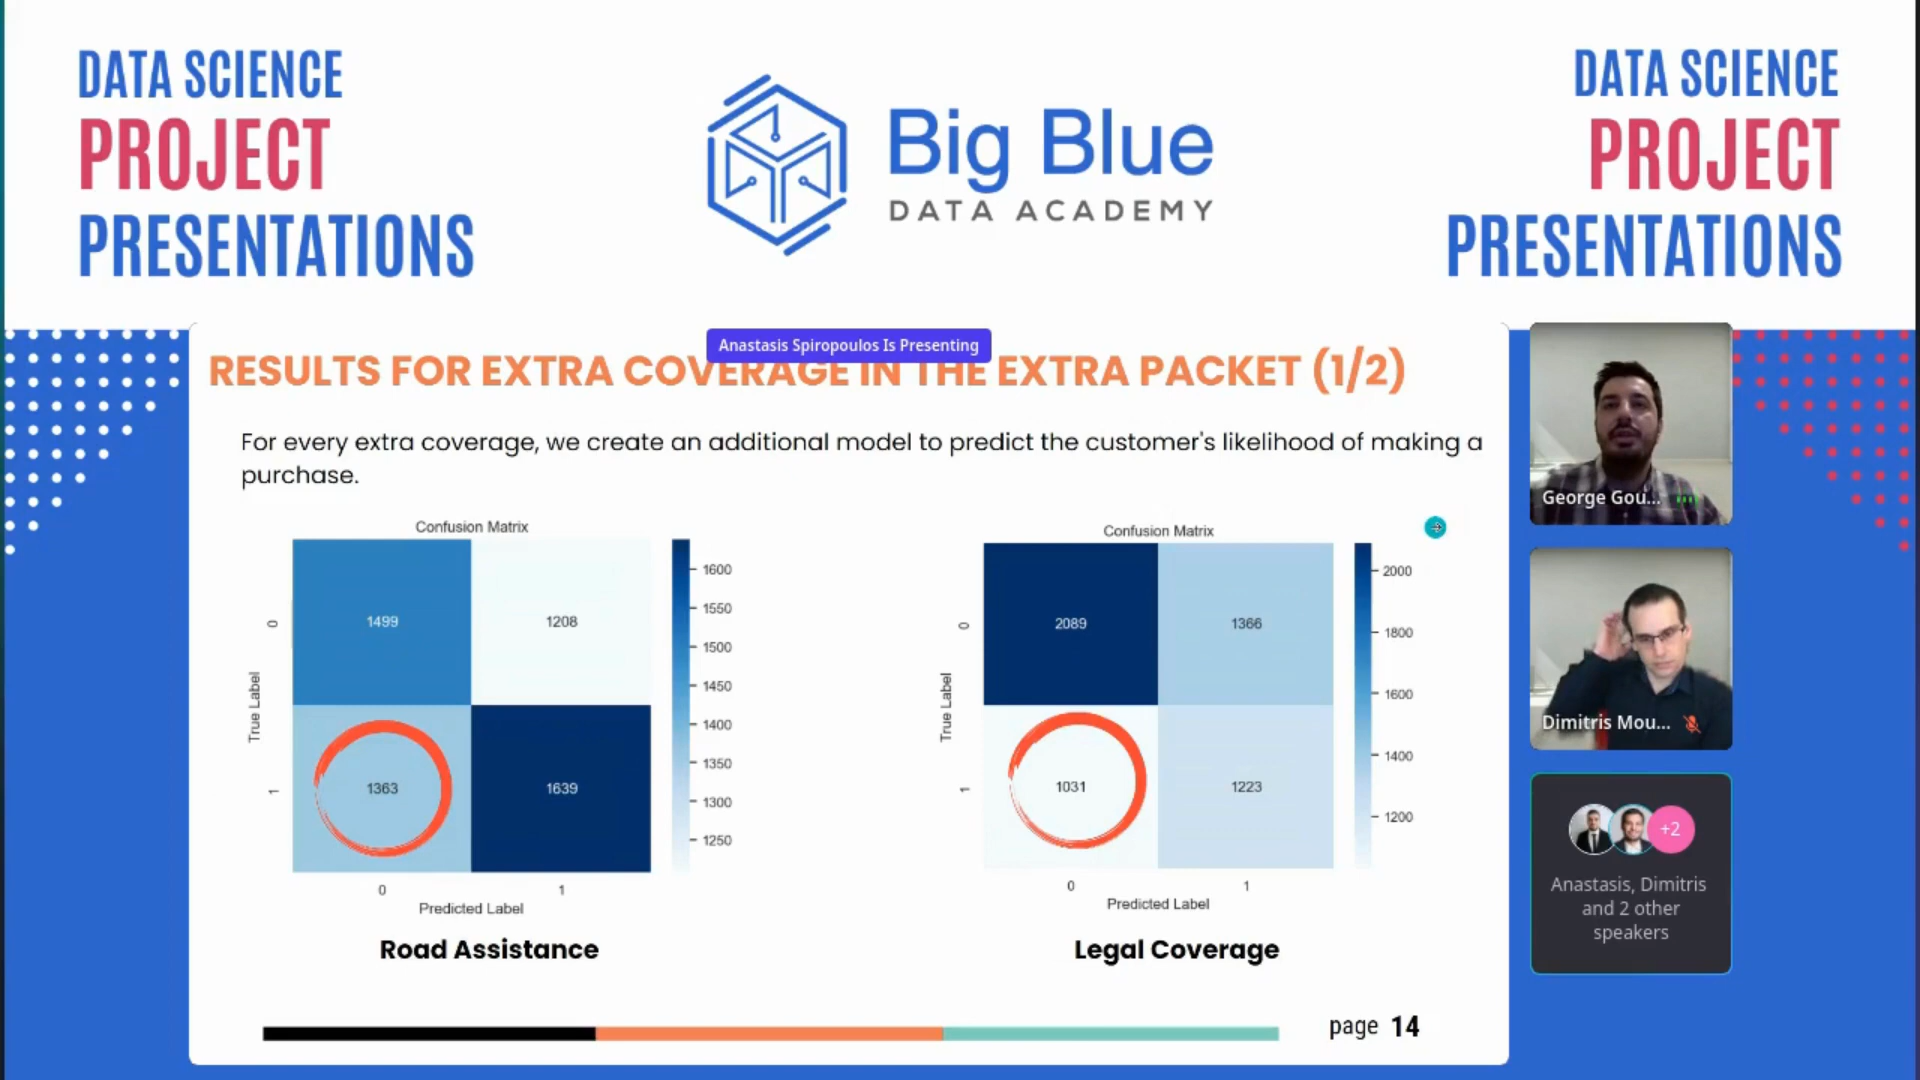 DATA SCIENCE
PROJECT
PRESENTATIONS
Big Blue
DATA ACADEMY
DATA SCIENCE
PROJECT
PRESENTATIONS
Anastasis Spiropoulos Is Presenting
RESULTS FOR EXTRA COVERAGE IN THE EXTRA PACKET (1/2)
For every extra coverage, we create an additional model to predict the customer's likelihood of making a
purchase.
Confusion Matrix
1499
1208
1363
1639
0
1
True Label
0
1
Predicted Label
1600
1550
1500
1450
1400
1350
1300
1250
Road Assistance
Confusion Matrix
2089
1366
1031
1223
0
1
True Label
0
1
Predicted Label
2000
1800
1600
1400
1200
Legal Coverage
page 14
George Gou...
Dimitris Mou...
+2
Anastasis, Dimitris
and 2 other
speakers